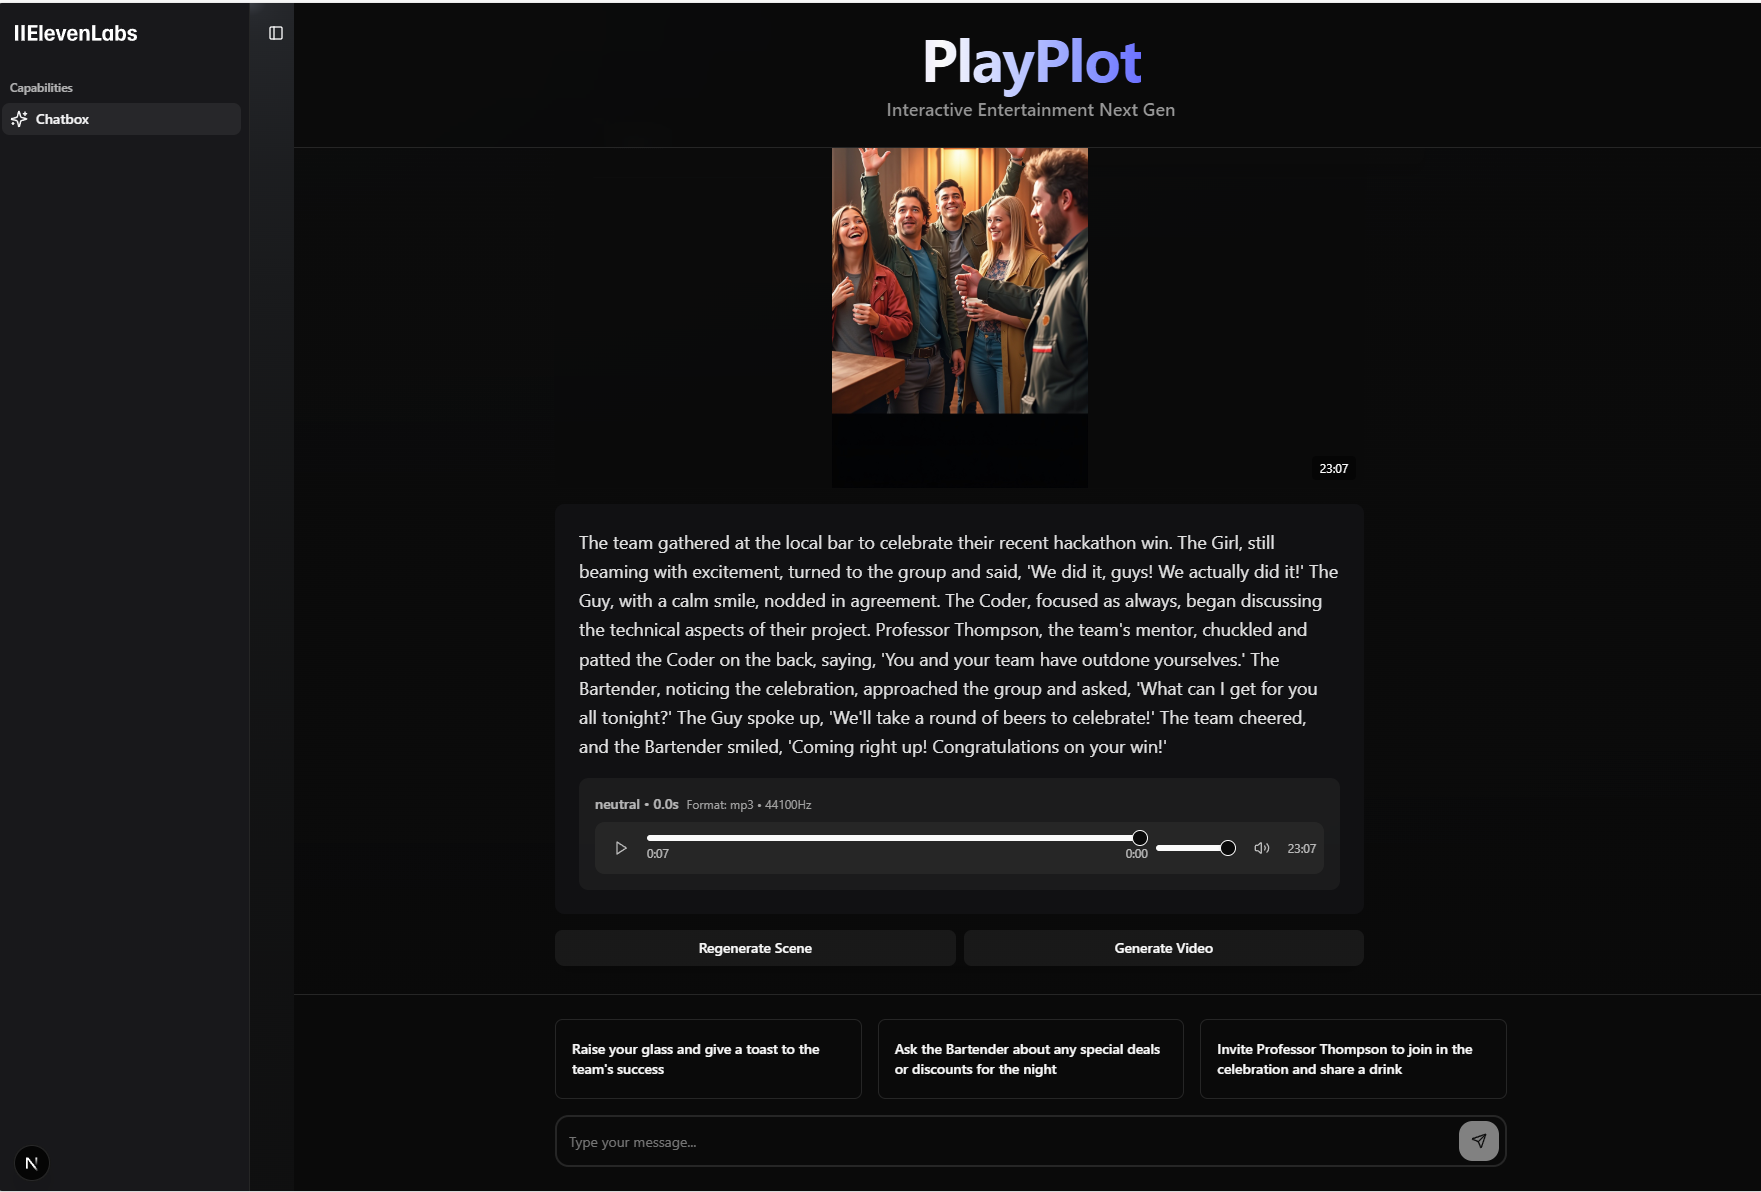 IIElevenLabs
Capabilities
Chatbox
PlayPlot
Interactive Entertainment Next Gen
23:07
The team gathered at the local bar to celebrate their recent hackathon win. The Girl, still
beaming with excitement, turned to the group and said, 'We did it, guys! We actually did it!' The
Guy, with a calm smile, nodded in agreement. The Coder, focused as always, began discussing
the technical aspects of their project. Professor Thompson, the team's mentor, chuckled and
patted the Coder on the back, saying, 'You and your team have outdone yourselves.' The
Bartender, noticing the celebration, approached the group and asked, 'What can I get for you
all tonight?' The Guy spoke up, 'We'll take a round of beers to celebrate!' The team cheered,
and the Bartender smiled, 'Coming right up! Congratulations on your win!'
neutral • 0.0s Format: mp3 • 44100Hz
0:07 0:00 23:07
Regenerate Scene
Generate Video
Raise your glass and give a toast to the
team's success
Ask the Bartender about any special deals
or discounts for the night
Invite Professor Thompson to join in the
celebration and share a drink
Type your message...
N